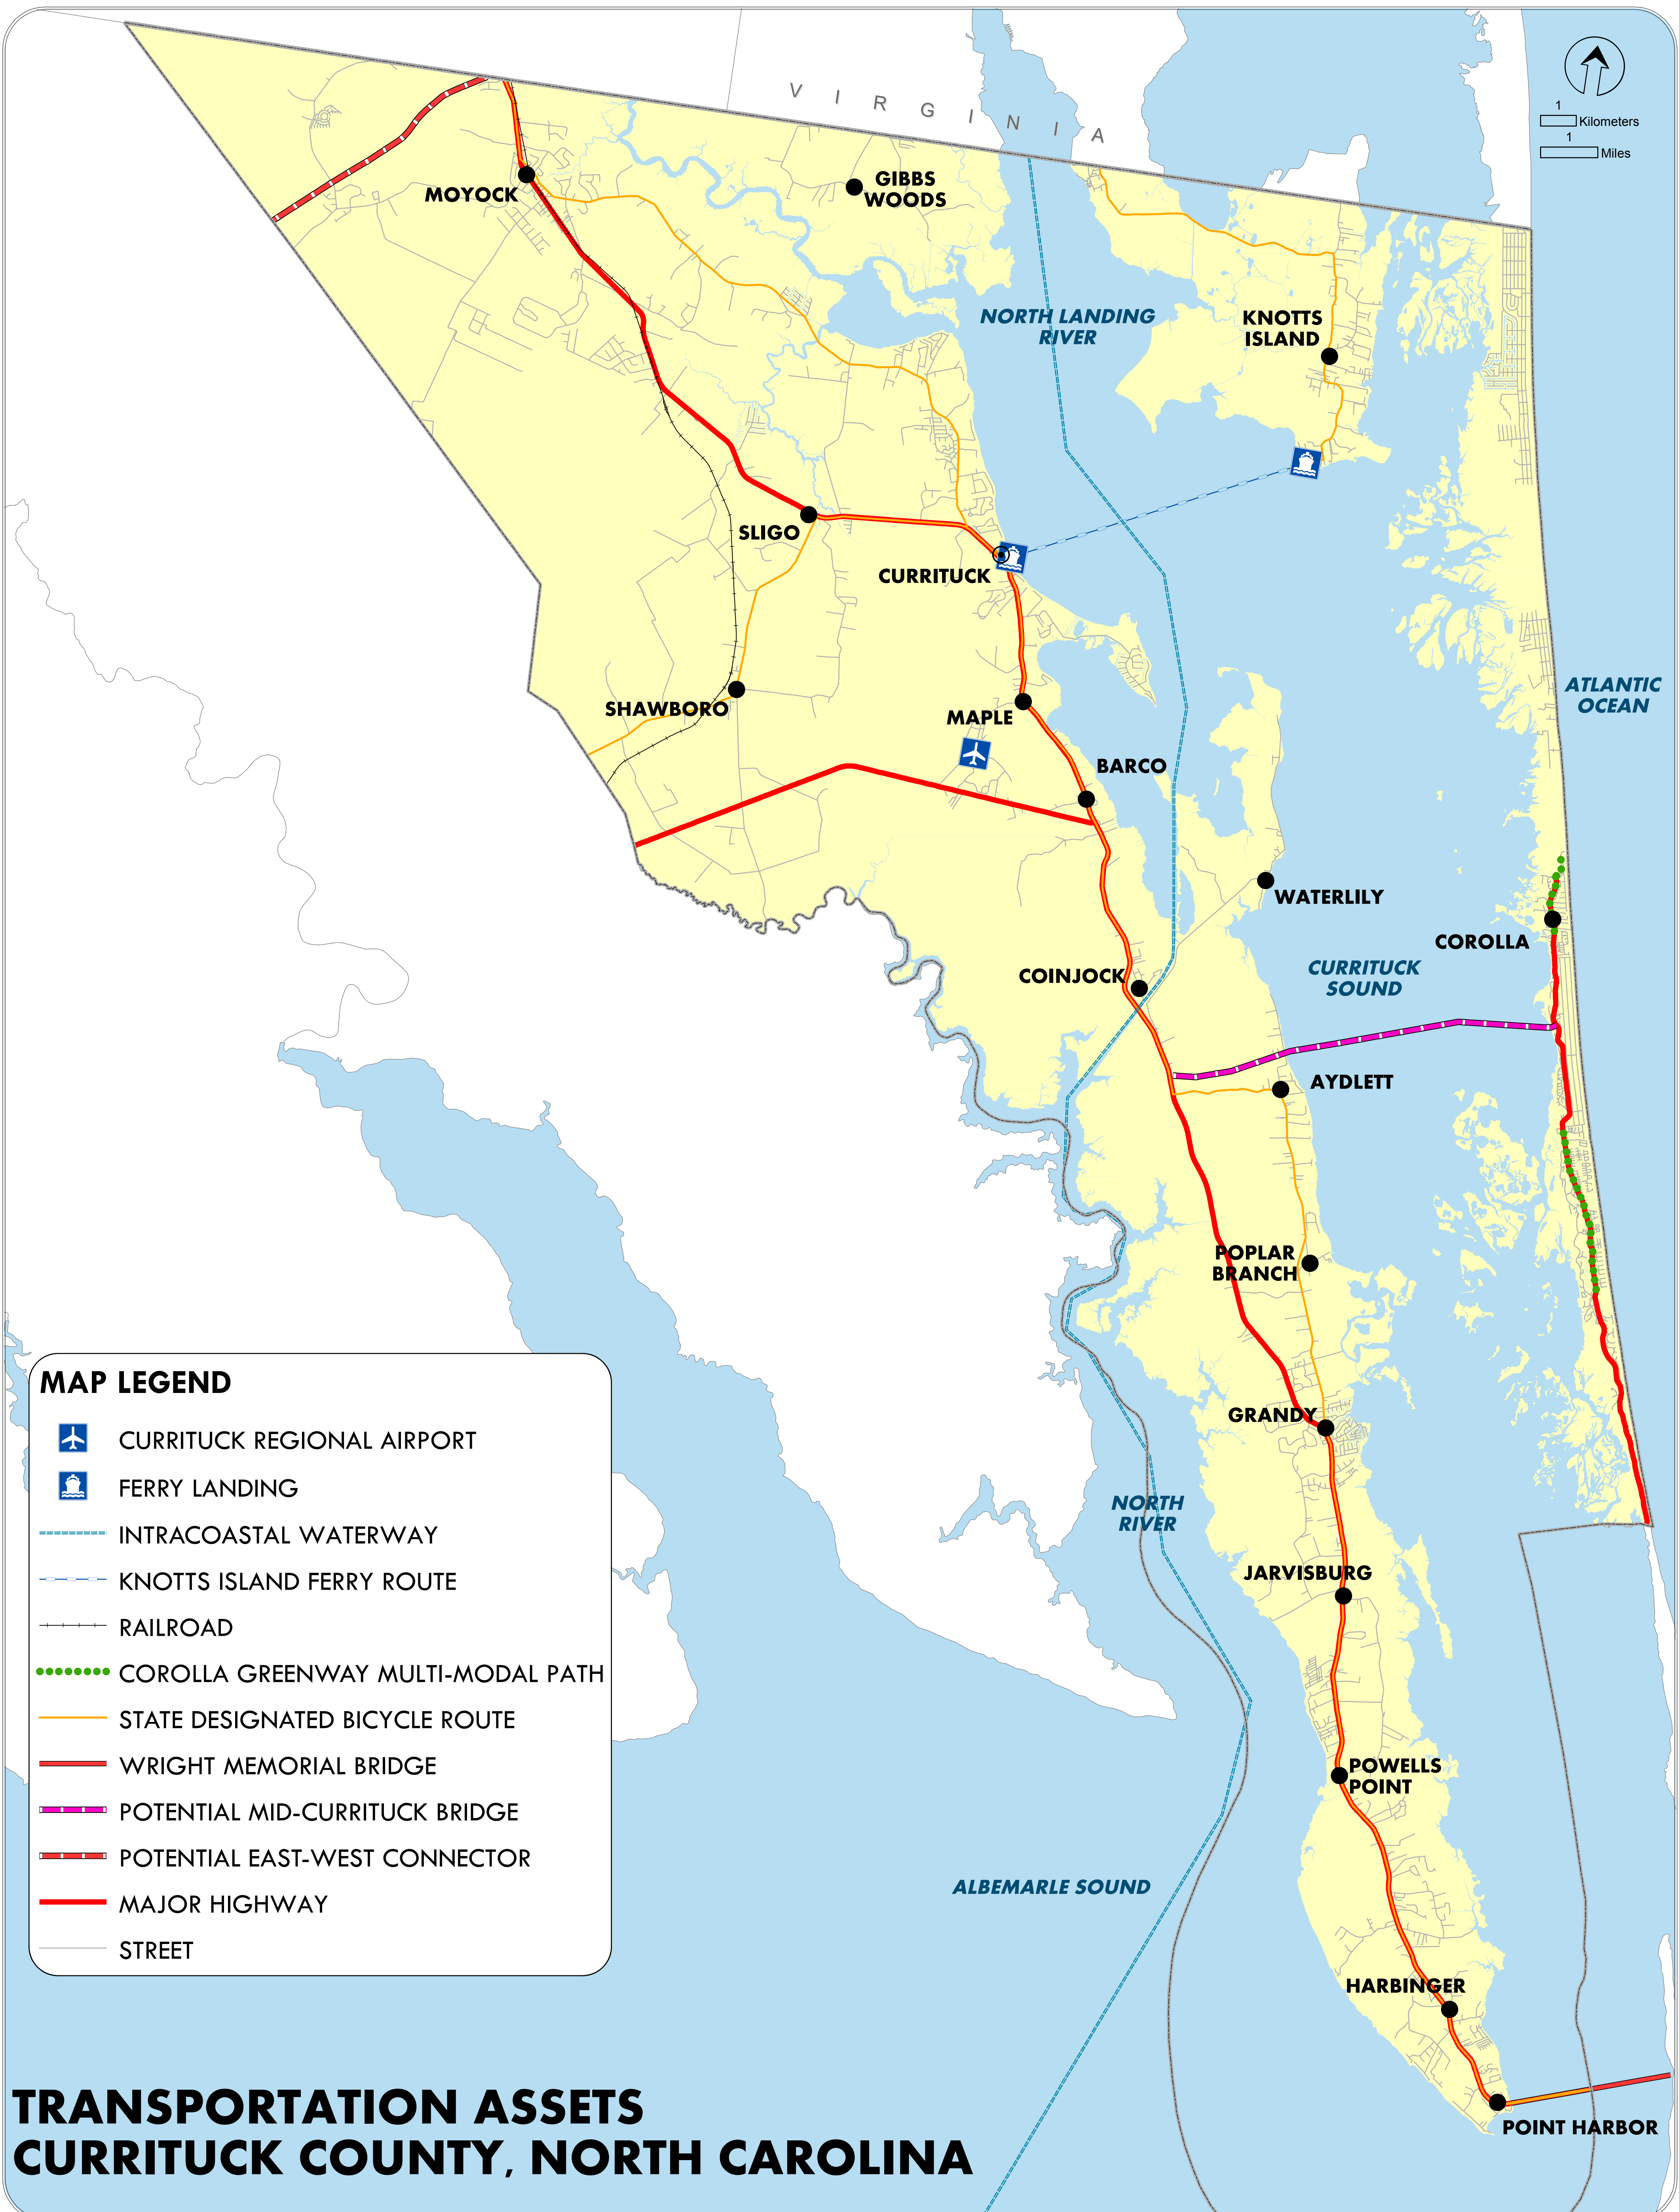 V I R G I N I A
1
Kilometers
1
Miles
MOYOCK
GIBBS
WOODS
NORTH LANDING
RIVER
KNOTTS
ISLAND
SLIGO
CURRITUCK
SHAWBORO
MAPLE
ATLANTIC
OCEAN
BARCO
WATERLILY
COROLLA
COINJOCK
CURRITUCK
SOUND
AYDLETT
POPLAR
BRANCH
GRANDY
NORTH
RIVER
JARVISBURG
POWELLS
POINT
ALBEMARLE SOUND
HARBINGER
POINT HARBOR
MAP LEGEND
CURRITUCK REGIONAL AIRPORT
FERRY LANDING
INTRACOASTAL WATERWAY
KNOTTS ISLAND FERRY ROUTE
RAILROAD
COROLLA GREENWAY MULTI-MODAL PATH
STATE DESIGNATED BICYCLE ROUTE
WRIGHT MEMORIAL BRIDGE
POTENTIAL MID-CURRITUCK BRIDGE
POTENTIAL EAST-WEST CONNECTOR
MAJOR HIGHWAY
STREET
TRANSPORTATION ASSETS
CURRITUCK COUNTY, NORTH CAROLINA